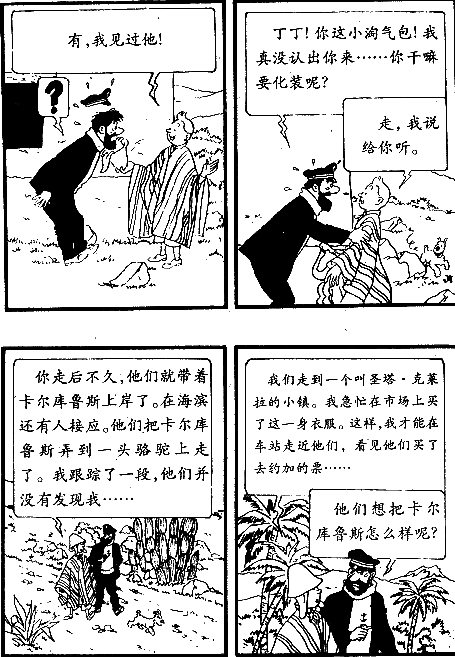 有,我见过他!
?
丁丁!你这小淘气包!我
真没认出你来……你干嘛
要化装呢?
走,我说
给你听。
你走后不久,他们就带着
卡尔库鲁斯上岸了。在海滨
还有人接应。他们把卡尔库
鲁斯弄到一头骆驼上走
了。我跟踪了一段,他们并
没有发现我……
我们走到一个叫圣塔·克莱
拉的小镇。我急忙在市场上买
了这一身衣服。这样,我才能在
车站走近他们,看见他们买了
去约加的票……
他们想把卡尔
库鲁斯怎么样呢?